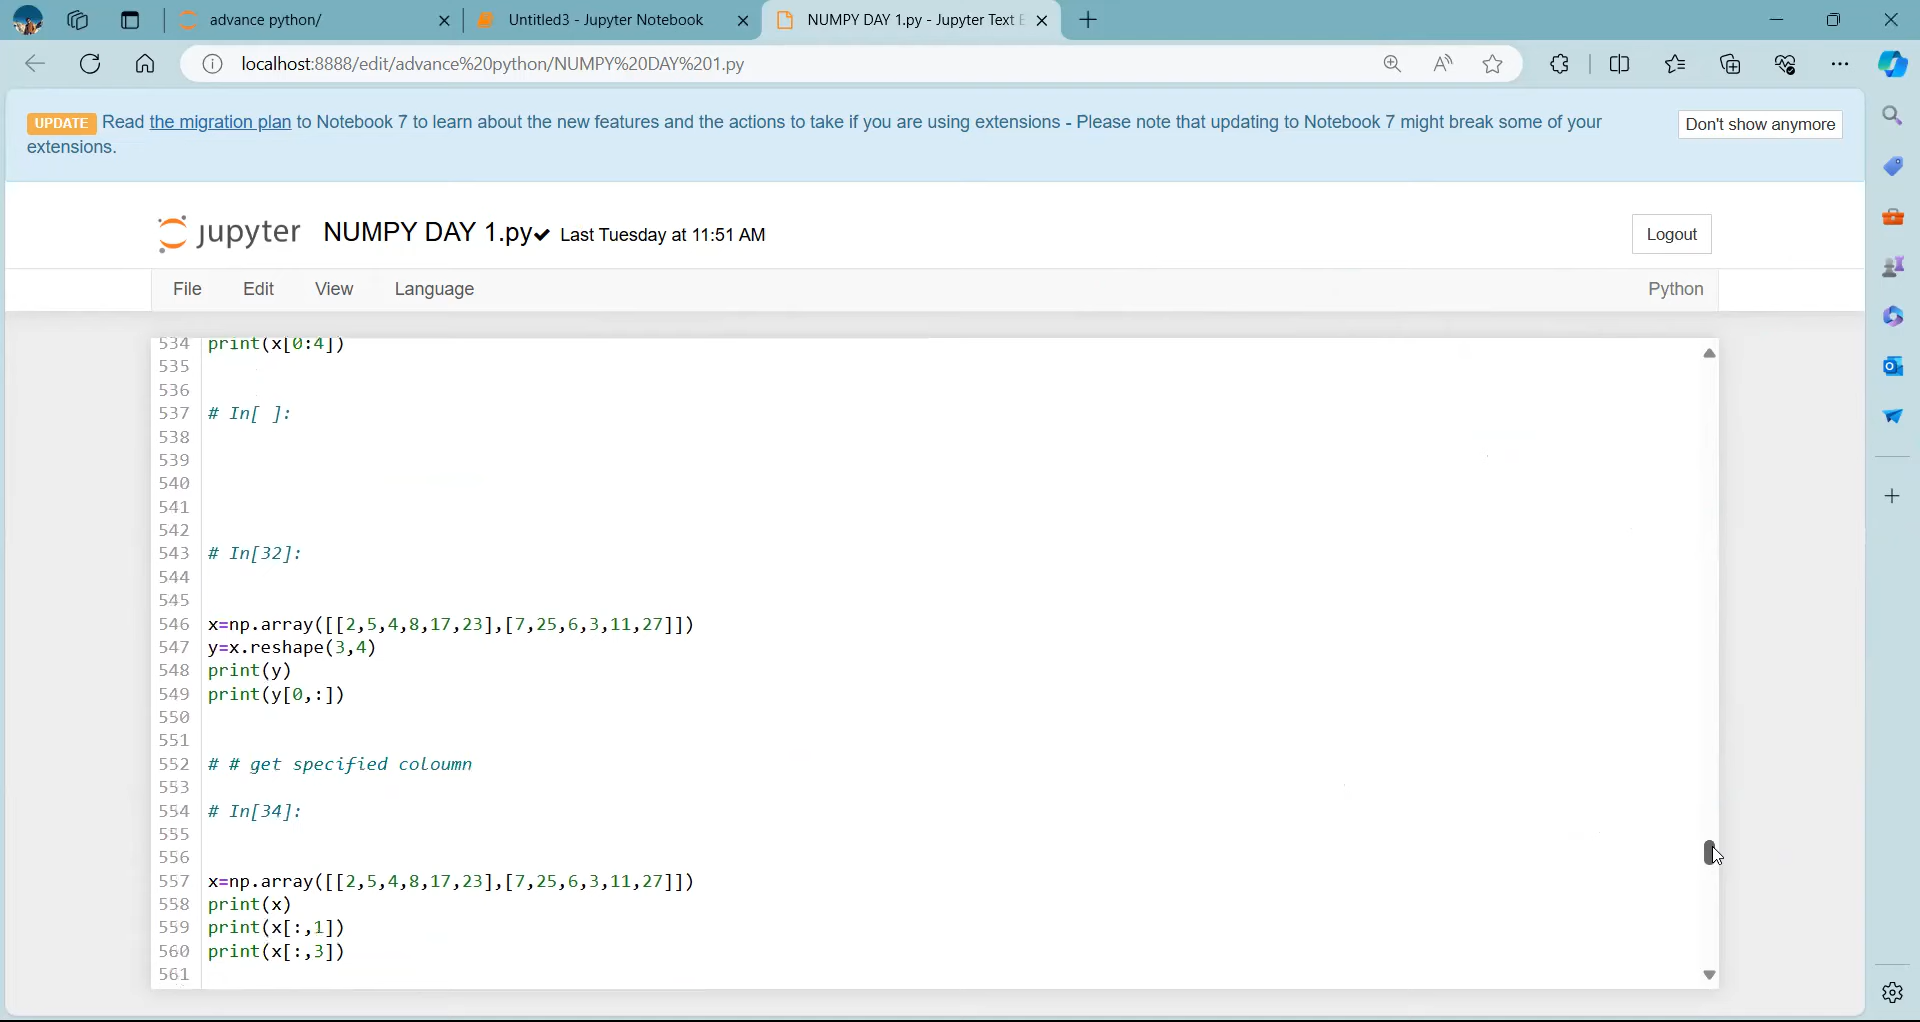 advance python/
Untitled3 - Jupyter Notebook
NUMPY DAY 1.py - Jupyter Text E
localhost:8888/edit/advance%20python/NUMPY%20DAY%201.py
UPDATE Read the migration plan to Notebook 7 to learn about the new features and the actions to take if you are using extensions - Please note that updating to Notebook 7 might break some of your
extensions.
Don't show anymore
jupyter NUMPY DAY 1.py✔ Last Tuesday at 11:51 AM
Logout
File Edit View Language Python
534 print(x[0:4])
535
536
537 # In[ ]:
538
539
540
541
542
543 # In[32]:
544
545
546 x=np.array([[2,5,4,8,17,23],[7,25,6,3,11,27]])
547 y=x.reshape(3,4)
548 print(y)
549 print(y[0,:])
550
551
552 # # get specified coloumn
553
554 # In[34]:
555
556
557 x=np.array([[2,5,4,8,17,23],[7,25,6,3,11,27]])
558 print(x)
559 print(x[:,1])
560 print(x[:,3])
561